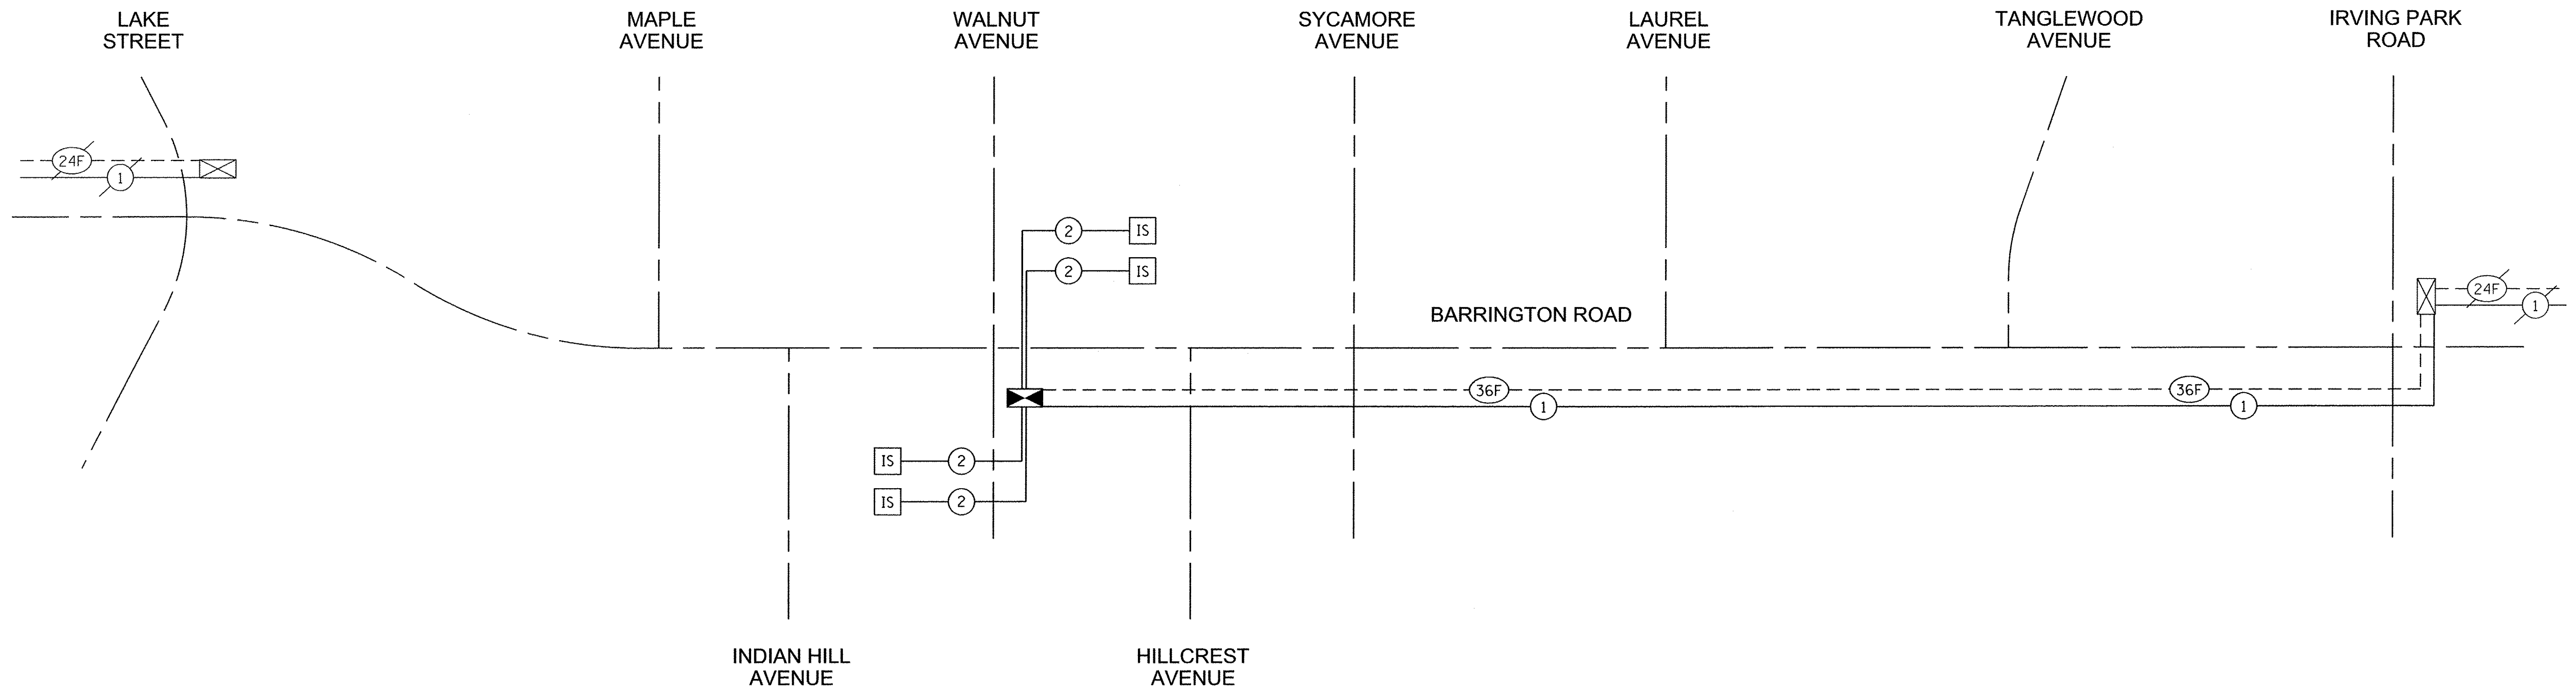 LAKE
STREET
MAPLE
AVENUE
WALNUT
AVENUE
SYCAMORE
AVENUE
LAUREL
AVENUE
TANGLEWOOD
AVENUE
IRVING PARK
ROAD
24F
1
2
IS
2
IS
BARRINGTON ROAD
24F
1
36F
1
36F
1
IS
2
IS
2
INDIAN HILL
AVENUE
HILLCREST
AVENUE